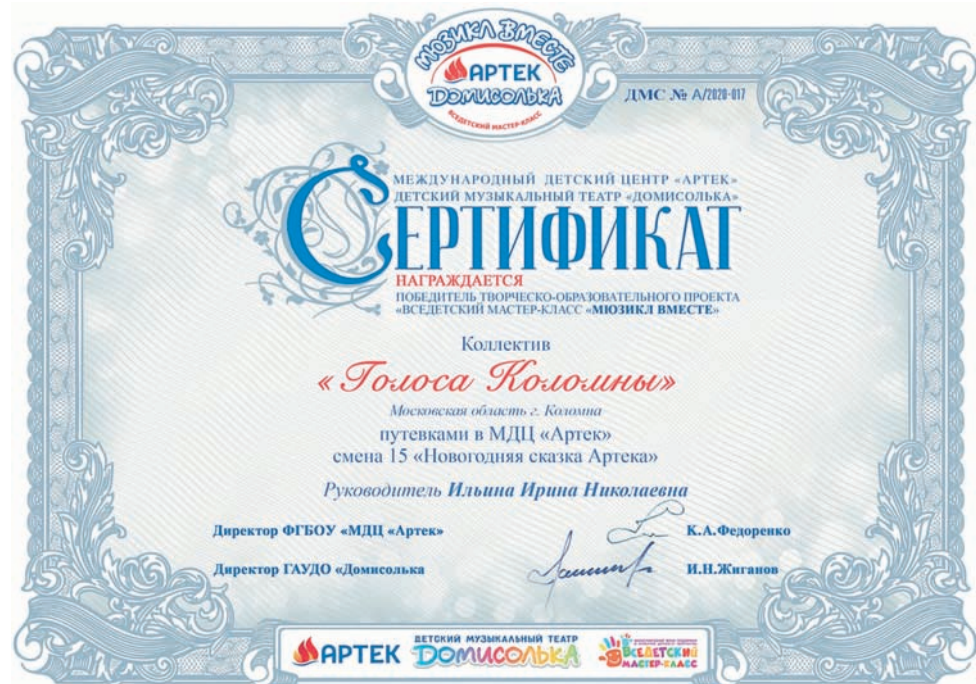 МЮЗИКЛ ВМЕСТЕ
АРТЕК
ДОМИСОЛЬКА
ВСЕДЕТСКИЙ МАСТЕР-КЛАСС
ДМС № А/2020-017
МЕЖДУНАРОДНЫЙ ДЕТСКИЙ ЦЕНТР «АРТЕК»
ДЕТСКИЙ МУЗЫКАЛЬНЫЙ ТЕАТР «ДОМИСОЛЬКА»
СЕРТИФИКАТ
НАГРАЖДАЕТСЯ
ПОБЕДИТЕЛЬ ТВОРЧЕСКО-ОБРАЗОВАТЕЛЬНОГО ПРОЕКТА
«ВСЕДЕТСКИЙ МАСТЕР-КЛАСС «МЮЗИКЛ ВМЕСТЕ»
Коллектив
«Голоса Коломны»
Московская область г. Коломна
путевками в МДЦ «Артек»
смена 15 «Новогодняя сказка Артека»
Руководитель Ильина Ирина Николаевна
Директор ФГБОУ «МДЦ «Артек» К.А.Федоренко
Директор ГАУДО «Домисолька И.Н.Жиганов
АРТЕК
ДЕТСКИЙ МУЗЫКАЛЬНЫЙ ТЕАТР
ДОМИСОЛЬКА
ВСЕДЕТСКИЙ
МАСТЕР-КЛАСС